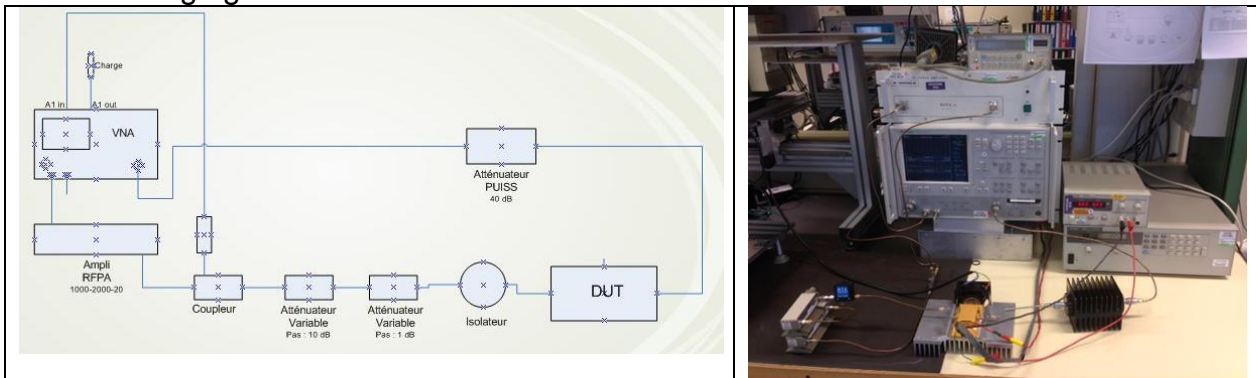 Charge
A1 in
A1 out
VNA
Atténuateur
PUISS
40 dB
Ampli
RFPA
1000-2000-20
Coupleur
Atténuateur
Variable
Pas : 10 dB
Atténuateur
Variable
Pas : 1 dB
Isolateur
DUT